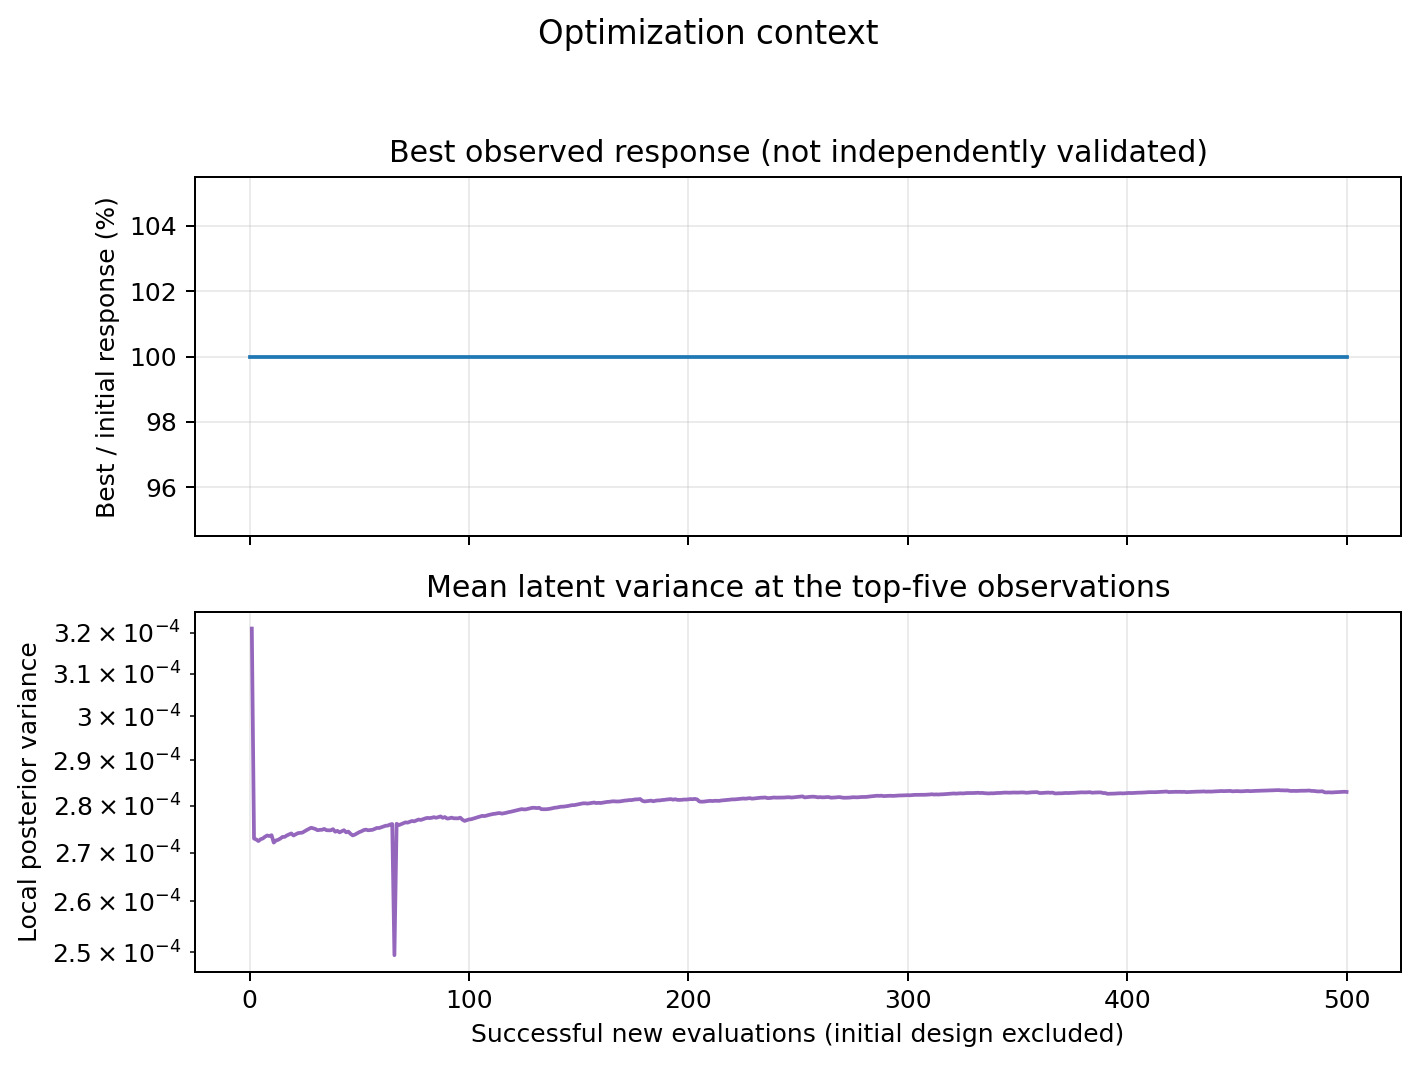 Optimization context
Best observed response (not independently validated)
Best / initial response (%)
104
102
100
98
96
Mean latent variance at the top-five observations
Local posterior variance
3.2 × 10⁻⁴
3.1 × 10⁻⁴
3 × 10⁻⁴
2.9 × 10⁻⁴
2.8 × 10⁻⁴
2.7 × 10⁻⁴
2.6 × 10⁻⁴
2.5 × 10⁻⁴
0 100 200 300 400 500
Successful new evaluations (initial design excluded)